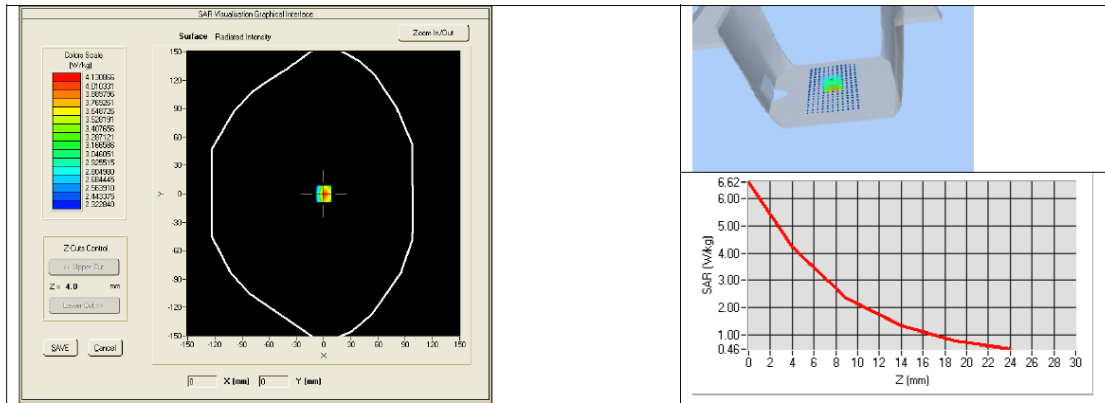 SAR Visualisation Graphical Interface
Surface Radiated Intensity
Zoom In/Out
Colors Scale
(W/kg)
4.130866
4.010331
3.889796
3.769261
3.648726
3.528191
3.407656
3.287121
3.166586
3.046051
2.925515
2.804980
2.684445
2.563910
2.443375
2.322840
Z Cuts Control
<< Upper Cut
Z = 4.0 mm
Lower Cut >>
SAVE Cancel
150
120
90
60
30
0
-30
-60
-90
-120
-150
Y
-150 -120 -90 -60 -30 0 30 60 90 120 150
X
0 X (mm) 0 Y (mm)
6.62
6.00
5.00
4.00
3.00
2.00
1.00
0.46
SAR (W/kg)
0 2 4 6 8 10 12 14 16 18 20 22 24 26 28 30
Z (mm)